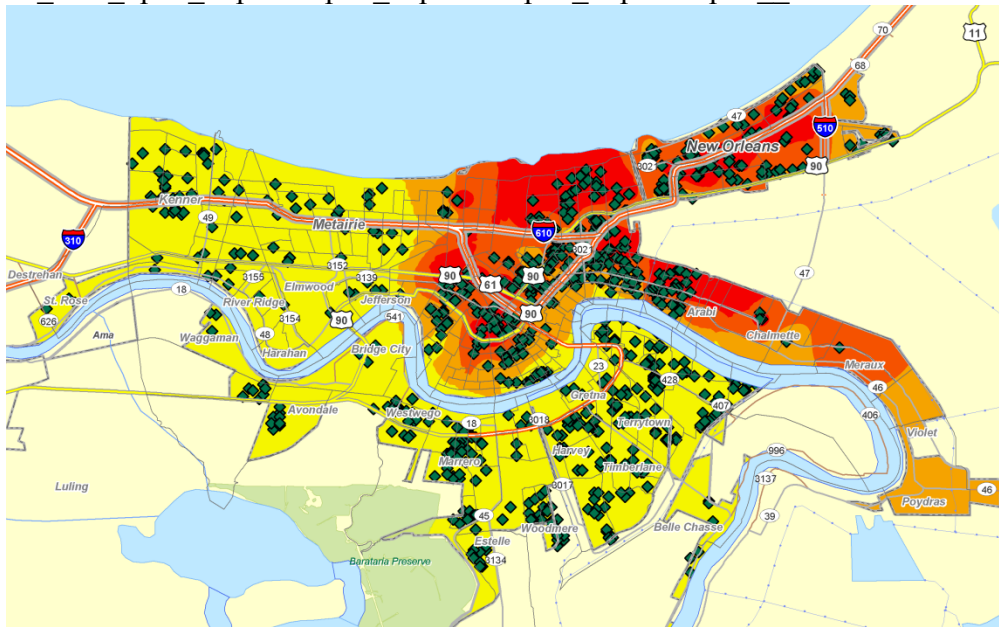 11
70
68
47
510
New Orleans
90
3021
Kenner
49
Metairie
610
310
3021
Destrehan
3152
90
90
61
47
3155
Elmwood
3139
St. Rose
18
River Ridge
Jefferson
90
626
3154
90
541
Arabi
Ama
Waggaman
48
Harahan
Bridge City
Chalmette
23
428
Meraux
46
Gretna
407
406
Avondale
Westwego
18
3018
Terrytown
Violet
Marrero
Harvey
Timberlane
996
Luling
3017
3137
46
Poydras
45
Woodmere
Belle Chasse
39
Estelle
3134
Barataria Preserve